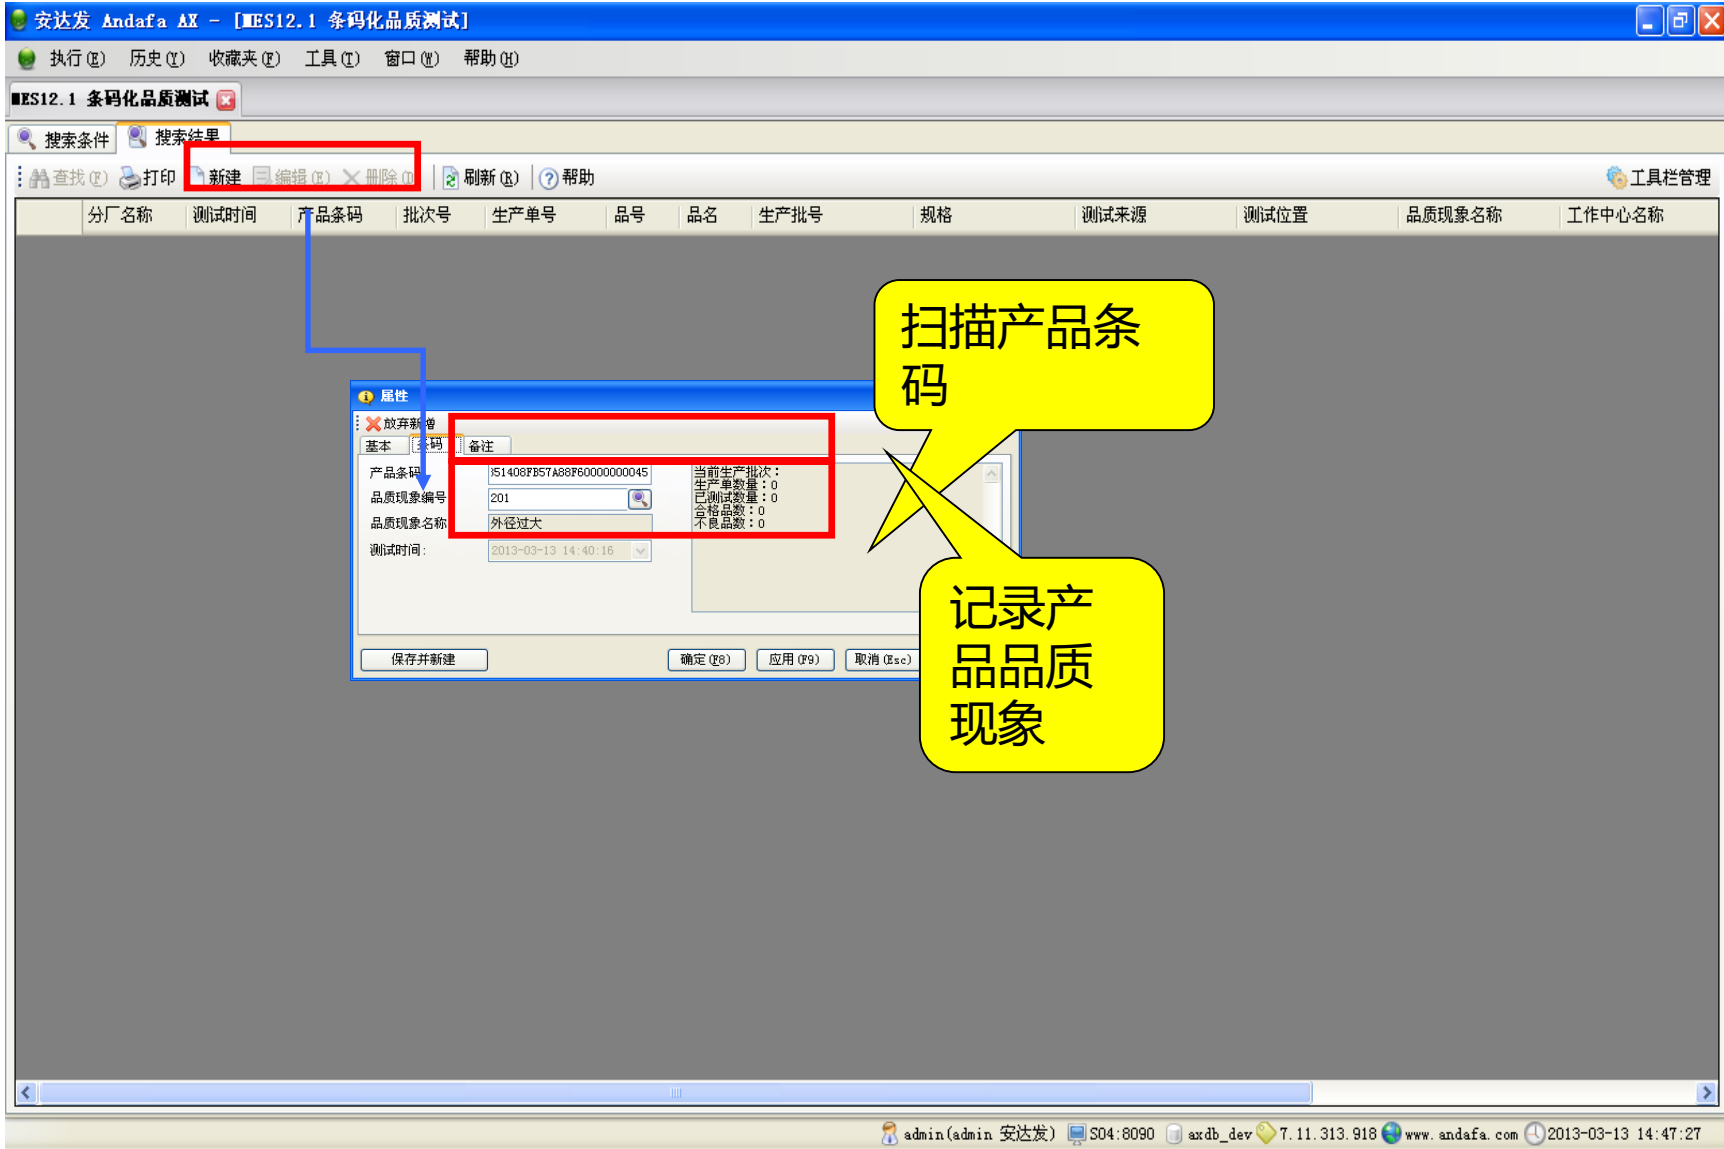 安达发 Andafa AX - [MES12.1 条码化品质测试]
执行(E) 历史(Y) 收藏夹(F) 工具(T) 窗口(W) 帮助(H)
MES12.1 条码化品质测试
搜索条件 搜索结果
查找(F) 打印 新建 编辑(E) 删除(D) 刷新(R) 帮助 工具栏管理
分厂名称 测试时间 产品条码 批次号 生产单号 品号 品名 生产批号 规格 测试来源 测试位置 品质现象名称 工作中心名称
扫描产品条
码
属性
放弃新增
基本 条码 备注
产品条码 51408FB57A88F60000000045 当前生产批次：
生产单数量：0
品质现象编号 201 已测试数量：0
合格品数：0
品质现象名称 外径过大 不良品数：0
测试时间: 2013-03-13 14:40:16
记录产
品品质
现象
保存并新建 确定(F8) 应用(F9) 取消(Esc)
admin(admin 安达发) S04:8090 axdb_dev 7.11.313.918 www.andafa.com 2013-03-13 14:47:27